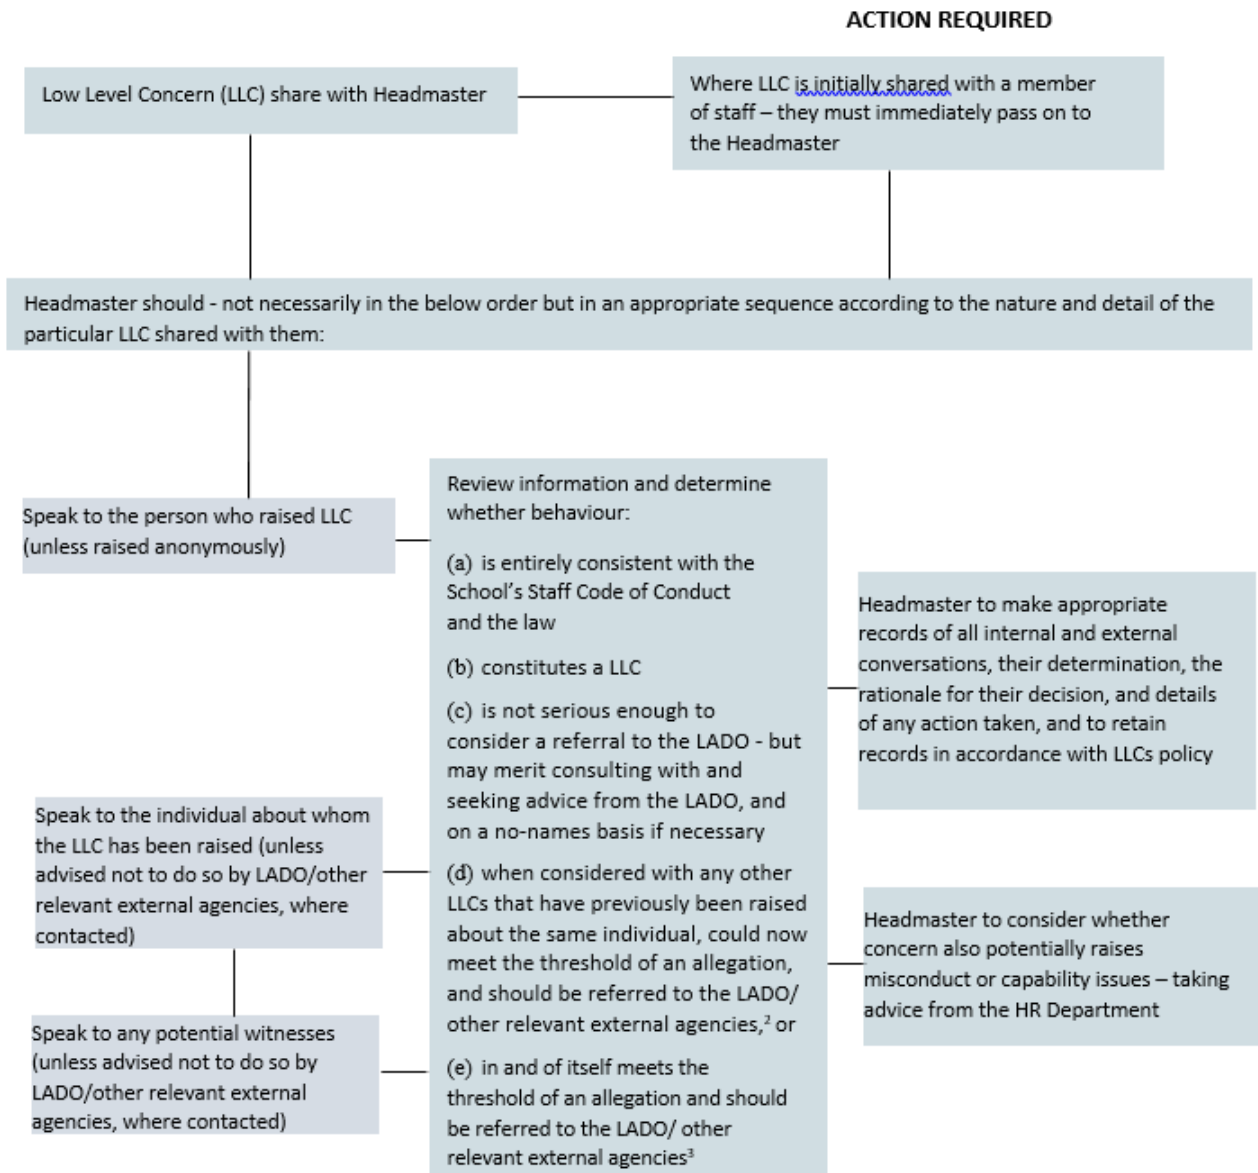 ACTION REQUIRED
Low Level Concern (LLC) share with Headmaster
Where LLC is initially shared with a member
of staff – they must immediately pass on to
the Headmaster
Headmaster should - not necessarily in the below order but in an appropriate sequence according to the nature and detail of the
particular LLC shared with them:
Speak to the person who raised LLC
(unless raised anonymously)
Speak to the individual about whom
the LLC has been raised (unless
advised not to do so by LADO/other
relevant external agencies, where
contacted)
Speak to any potential witnesses
(unless advised not to do so by
LADO/other relevant external
agencies, where contacted)
Review information and determine
whether behaviour:
(a) is entirely consistent with the
School’s Staff Code of Conduct
and the law
(b) constitutes a LLC
(c) is not serious enough to
consider a referral to the LADO - but
may merit consulting with and
seeking advice from the LADO, and
on a no-names basis if necessary
(d) when considered with any other
LLCs that have previously been raised
about the same individual, could now
meet the threshold of an allegation,
and should be referred to the LADO/
other relevant external agencies,² or
(e) in and of itself meets the
threshold of an allegation and should
be referred to the LADO/ other
relevant external agencies³
Headmaster to make appropriate
records of all internal and external
conversations, their determination, the
rationale for their decision, and details
of any action taken, and to retain
records in accordance with LLCs policy
Headmaster to consider whether
concern also potentially raises
misconduct or capability issues – taking
advice from the HR Department